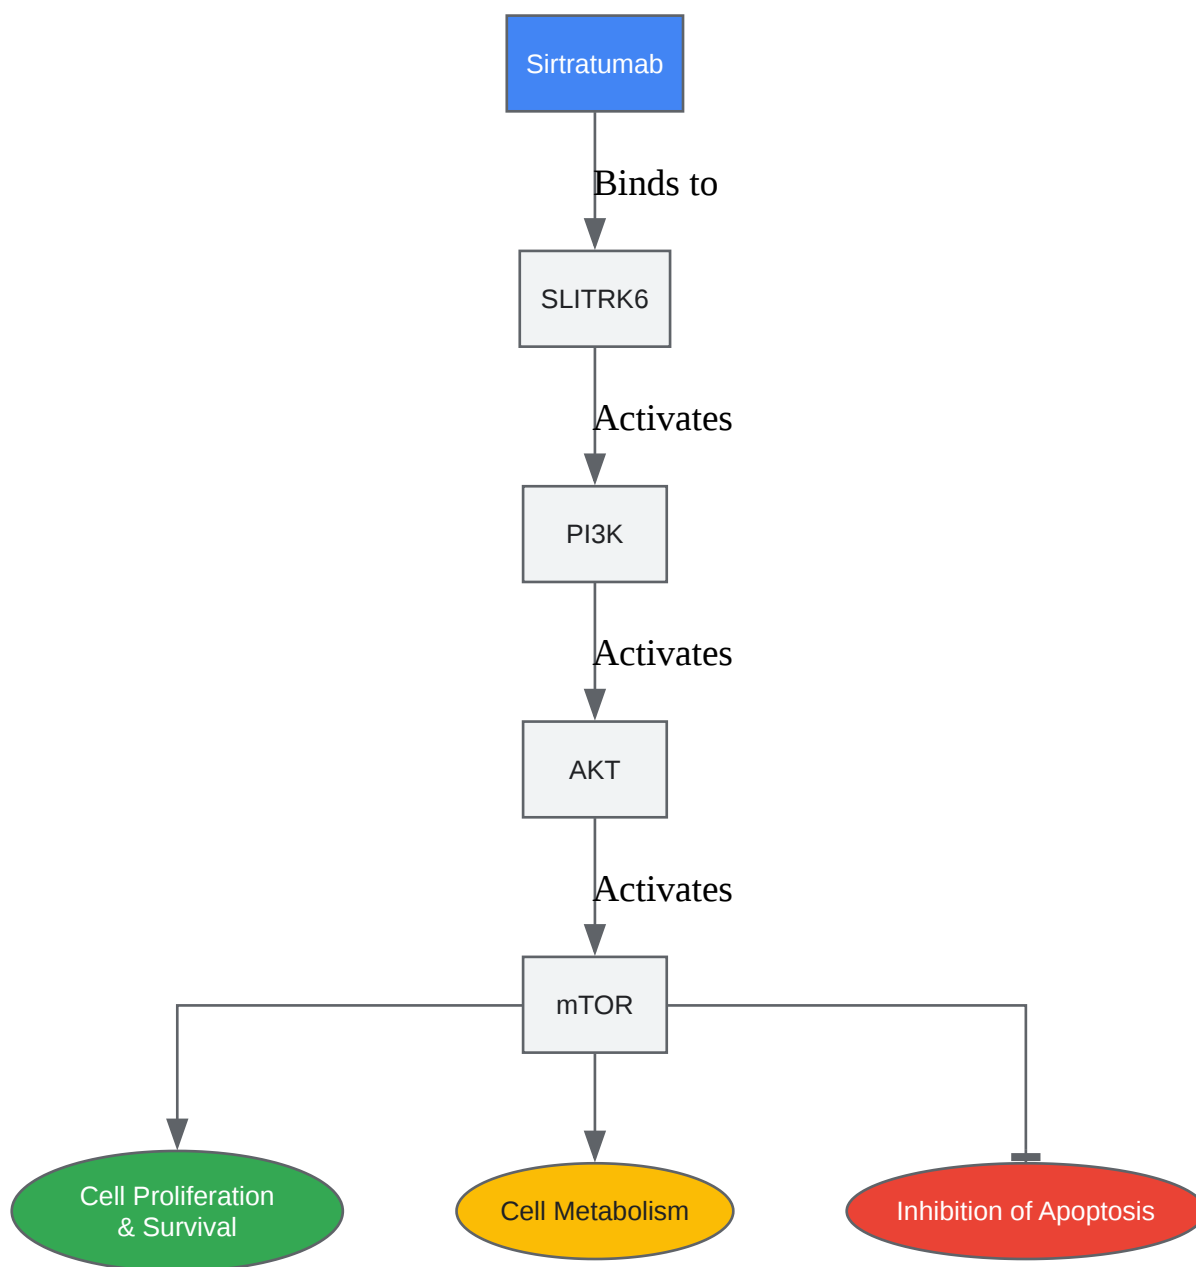 Sirtratumab
Binds to
SLITRK6
Activates
PI3K
Activates
AKT
Activates
mTOR
Cell Proliferation
& Survival
Cell Metabolism
Inhibition of Apoptosis